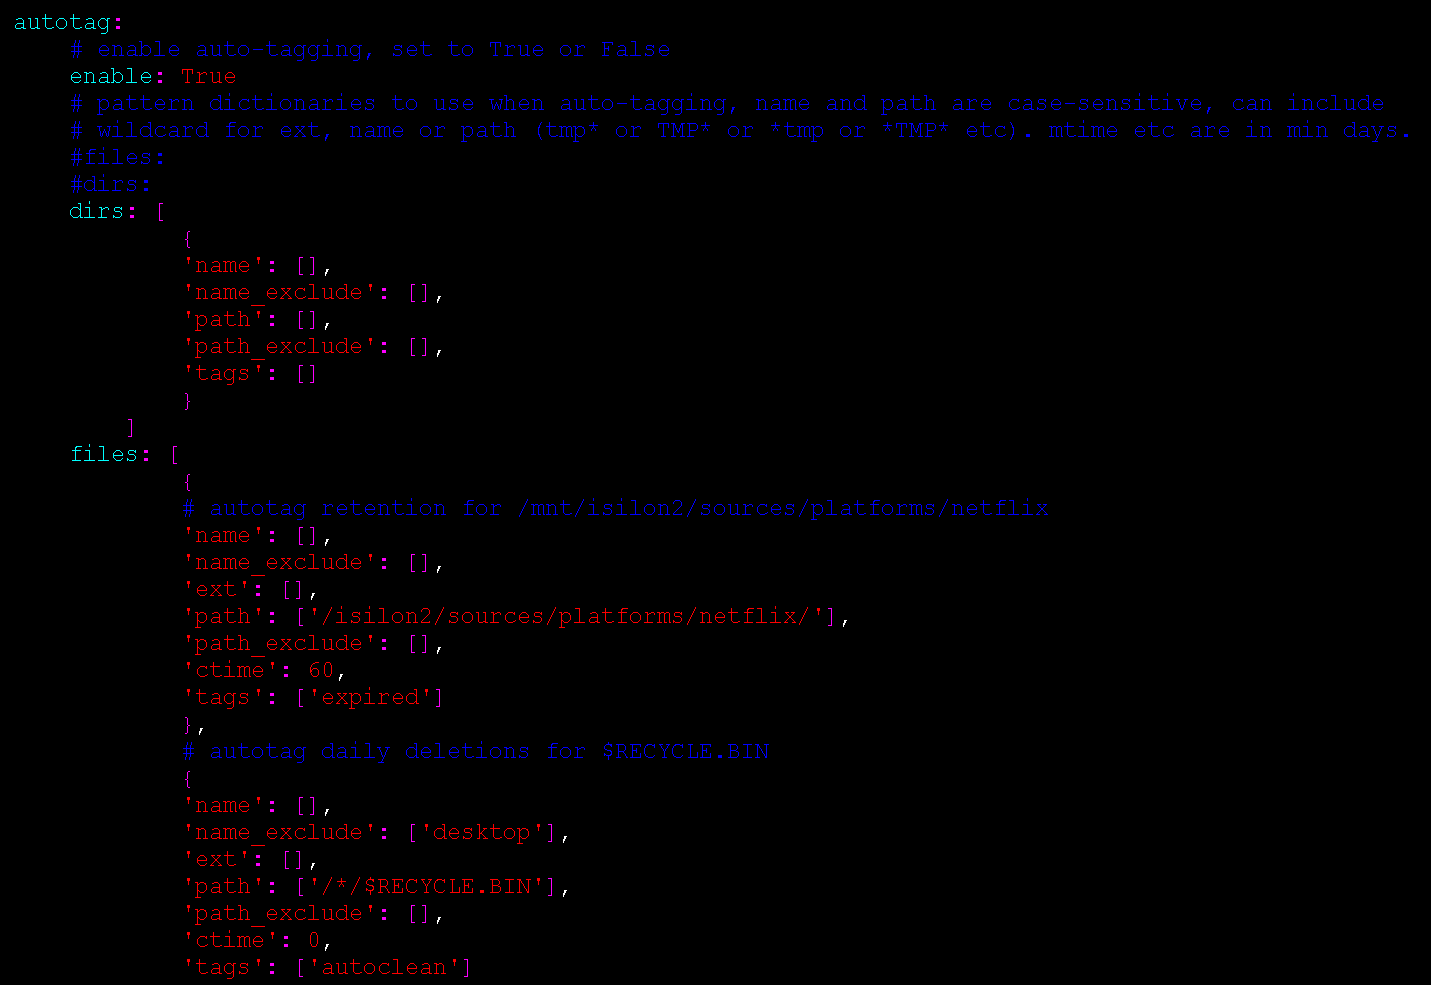 autotag:
# enable auto-tagging, set to True or False
enable: True
# pattern dictionaries to use when auto-tagging, name and path are case-sensitive, can include
# wildcard for ext, name or path (tmp* or TMP* or *tmp or *TMP* etc). mtime etc are in min days.
#files:
#dirs:
dirs: [
{
'name': [],
'name_exclude': [],
'path': [],
'path_exclude': [],
'tags': []
}
]
files: [
{
# autotag retention for /mnt/isilon2/sources/platforms/netflix
'name': [],
'name_exclude': [],
'ext': [],
'path': ['/isilon2/sources/platforms/netflix/'],
'path_exclude': [],
'ctime': 60,
'tags': ['expired']
},
# autotag daily deletions for $RECYCLE.BIN
{
'name': [],
'name_exclude': ['desktop'],
'ext': [],
'path': ['/*/$RECYCLE.BIN'],
'path_exclude': [],
'ctime': 0,
'tags': ['autoclean']